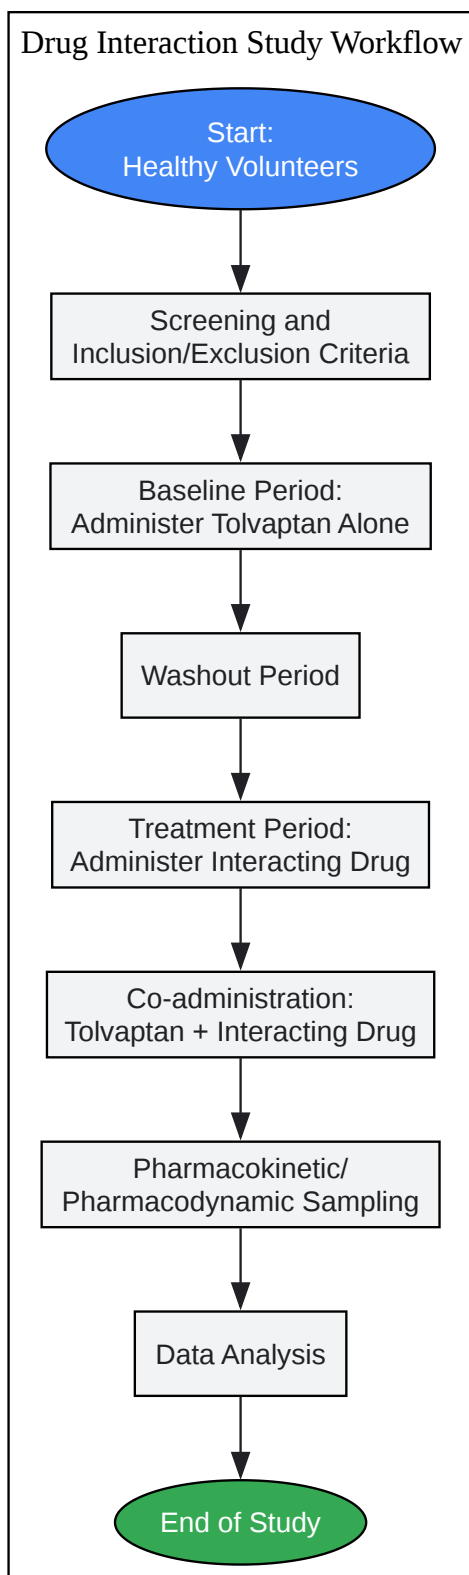 Drug Interaction Study Workflow
Start:
Healthy Volunteers
Screening and
Inclusion/Exclusion Criteria
Baseline Period:
Administer Tolvaptan Alone
Washout Period
Treatment Period:
Administer Interacting Drug
Co-administration:
Tolvaptan + Interacting Drug
Pharmacokinetic/
Pharmacodynamic Sampling
Data Analysis
End of Study